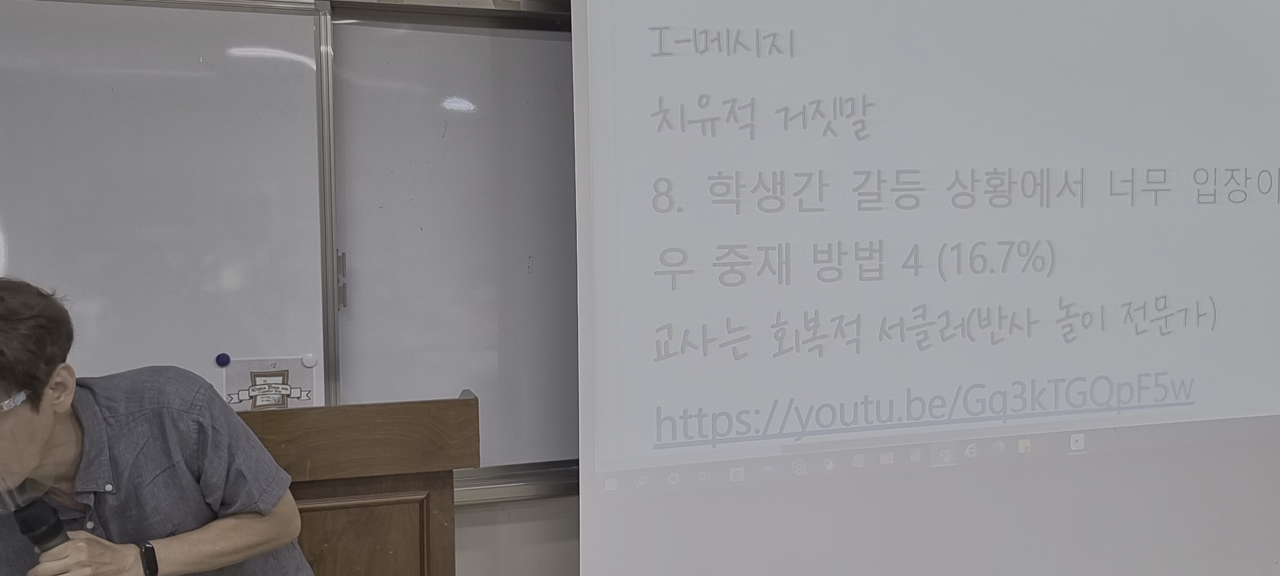 I-메시지
치유적 거짓말
8. 학생간 갈등 상황에서 너무 입장이
우 중재 방법 4 (16.7%)
교사는 회복적 서클러(반사 놀이 전문가)
https://youtu.be/Gq3kTGQpF5w